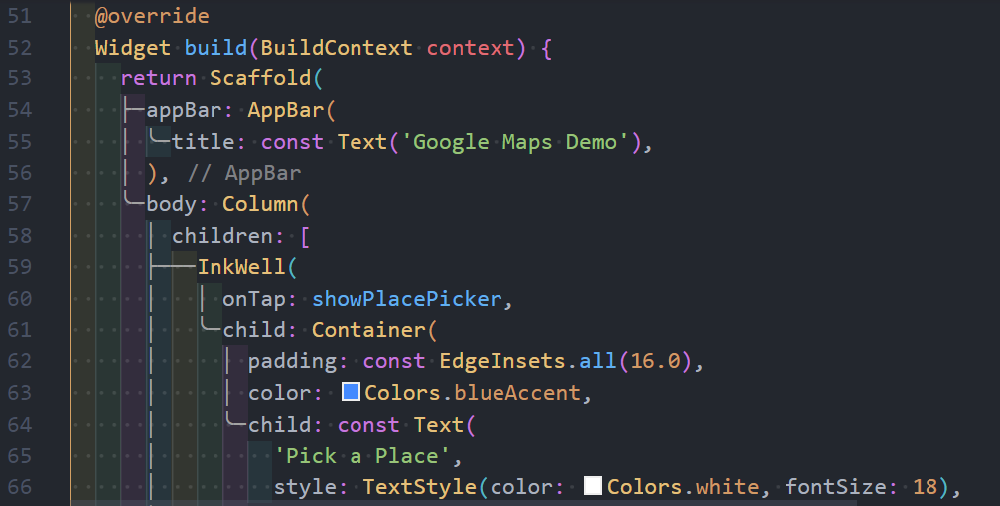 51 @override
52 Widget build(BuildContext context) {
53 return Scaffold(
54 appBar: AppBar(
55 title: const Text('Google Maps Demo'),
56 ), // AppBar
57 body: Column(
58 children: [
59 InkWell(
60 onTap: showPlacePicker,
61 child: Container(
62 padding: const EdgeInsets.all(16.0),
63 color: Colors.blueAccent,
64 child: const Text(
65 'Pick a Place',
66 style: TextStyle(color: Colors.white, fontSize: 18),